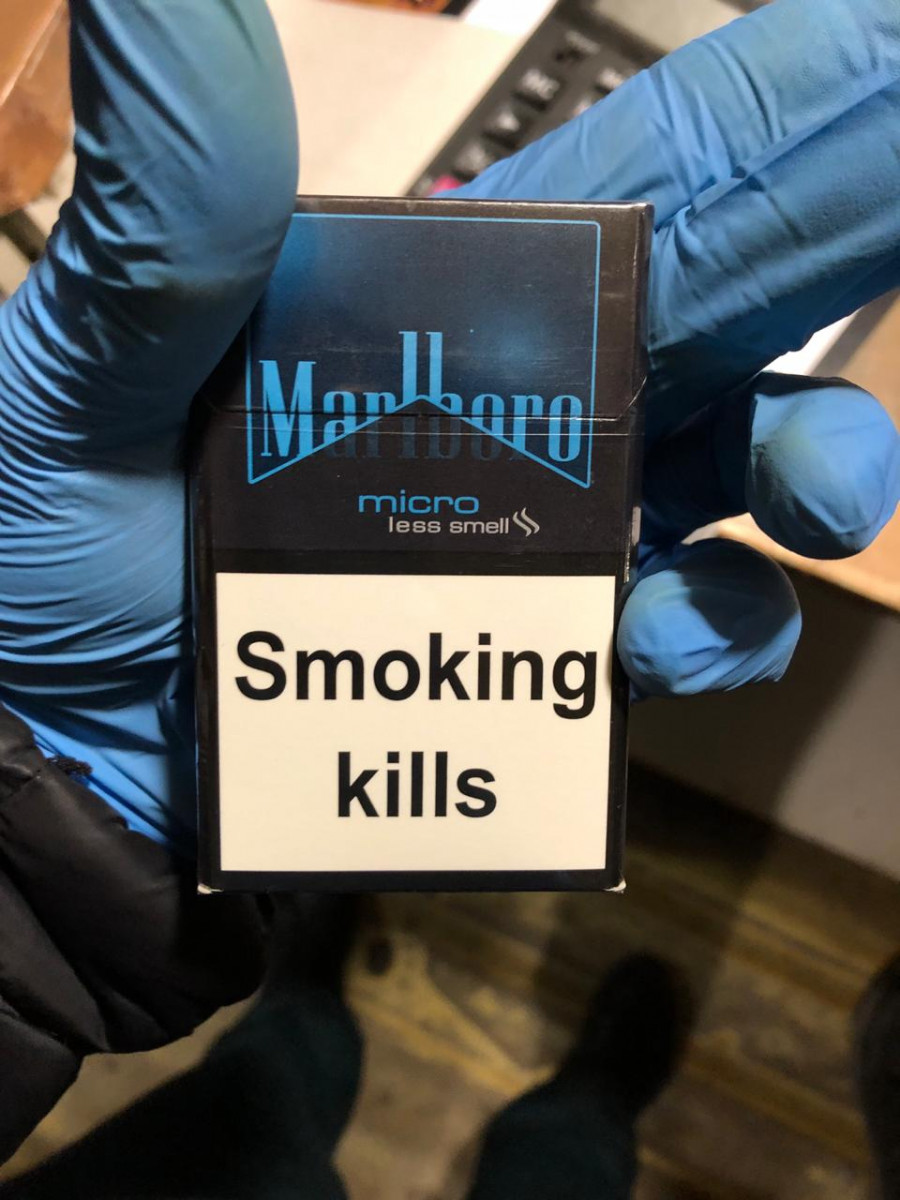 Marlboro
micro
less smell
Smoking
kills